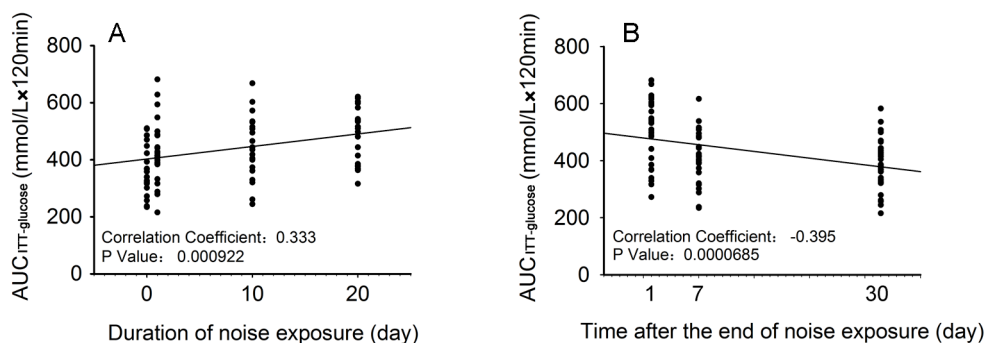 A
AUCITT-glucose (mmol/L×120min)
800
600
400
200
0
Correlation Coefficient：0.333
P Value： 0.000922
0 10 20
Duration of noise exposure (day)
B
AUCITT-glucose (mmol/L×120min)
800
600
400
200
0
Correlation Coefficient： -0.395
P Value： 0.0000685
1 7 30
Time after the end of noise exposure (day)